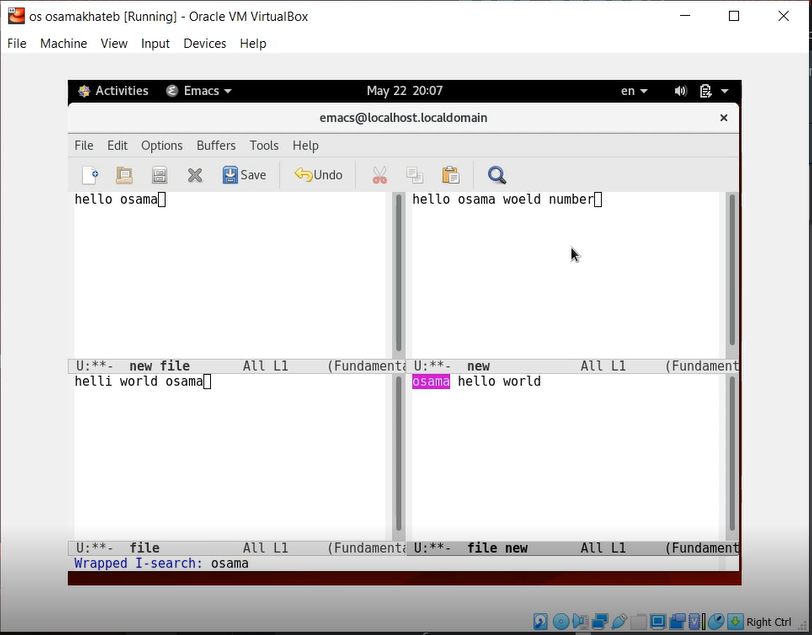 os osamakhateb [Running] - Oracle VM VirtualBox
File Machine View Input Devices Help
Activities Emacs May 22 20:07 en
emacs@localhost.localdomain
File Edit Options Buffers Tools Help
Save Undo
hello osama
U:**- new file All L1 (Fundamenta
hello osama woeld number
U:**- new All L1 (Fundament
helli world osama
U:**- file All L1 (Fundamenta
osama hello world
U:**- file new All L1 (Fundament
Wrapped I-search: osama
Right Ctrl